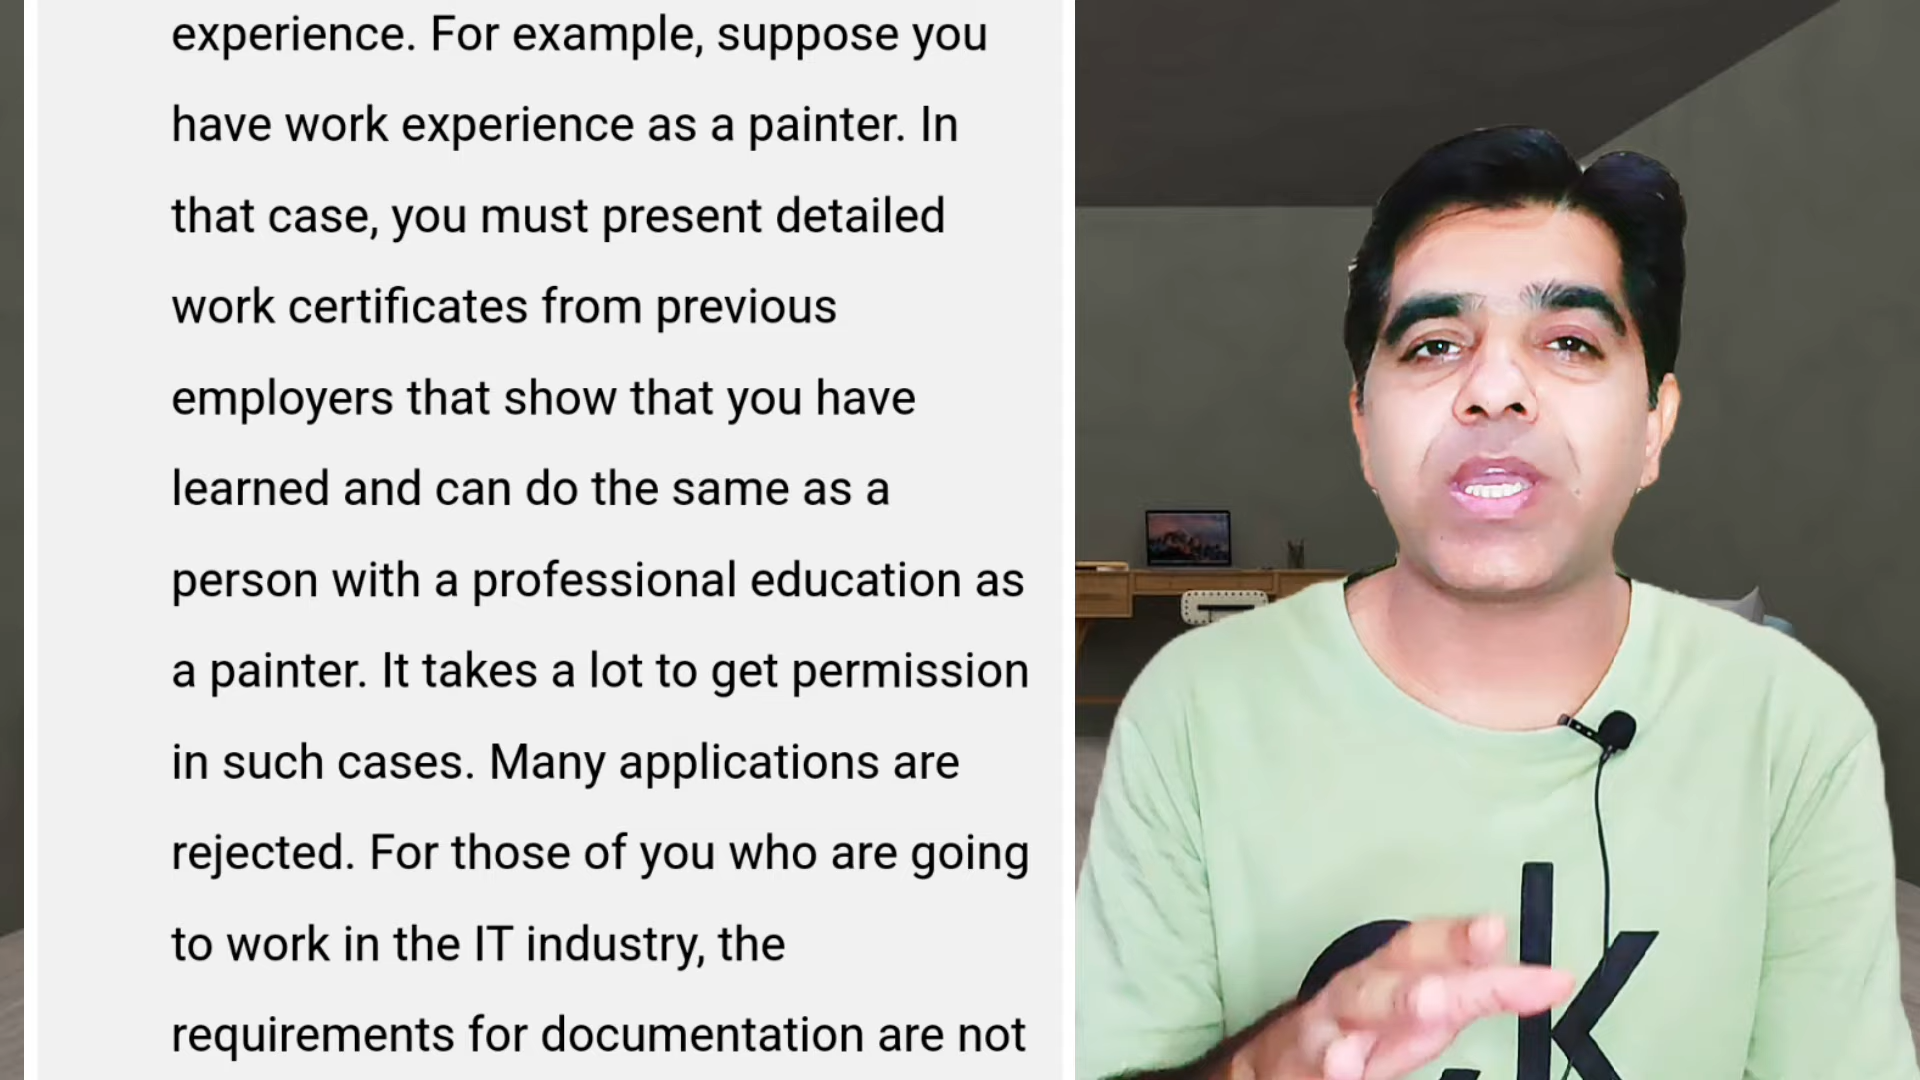 experience. For example, suppose you
have work experience as a painter. In
that case, you must present detailed
work certificates from previous
employers that show that you have
learned and can do the same as a
person with a professional education as
a painter. It takes a lot to get permission
in such cases. Many applications are
rejected. For those of you who are going
to work in the IT industry, the
requirements for documentation are not
ck